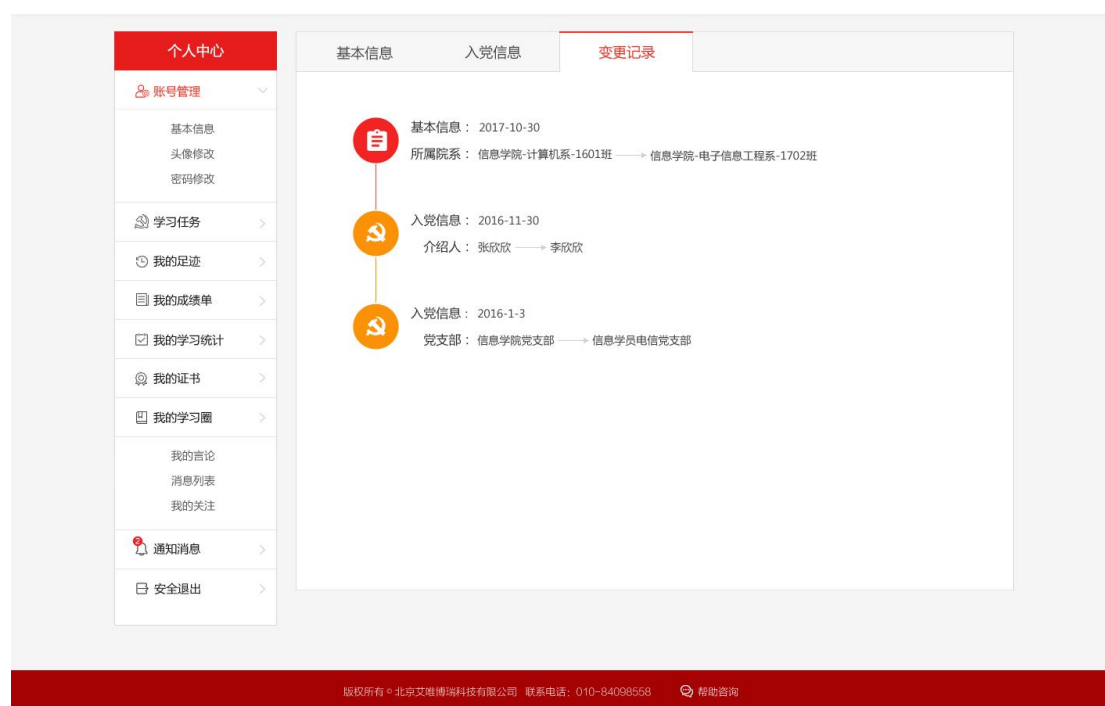 个人中心
账号管理
基本信息
头像修改
密码修改
学习任务
我的足迹
我的成绩单
我的学习统计
我的证书
我的学习圈
我的言论
消息列表
我的关注
2
通知消息
安全退出
基本信息 入党信息 变更记录
基本信息： 2017-10-30
所属院系： 信息学院-计算机系-1601班 信息学院-电子信息工程系-1702班
入党信息： 2016-11-30
介绍人： 张欣欣 李欣欣
入党信息： 2016-1-3
党支部： 信息学院党支部 信息学员电信党支部
版权所有©北京艾唯博瑞科技有限公司 联系电话：010-84098558 帮助咨询